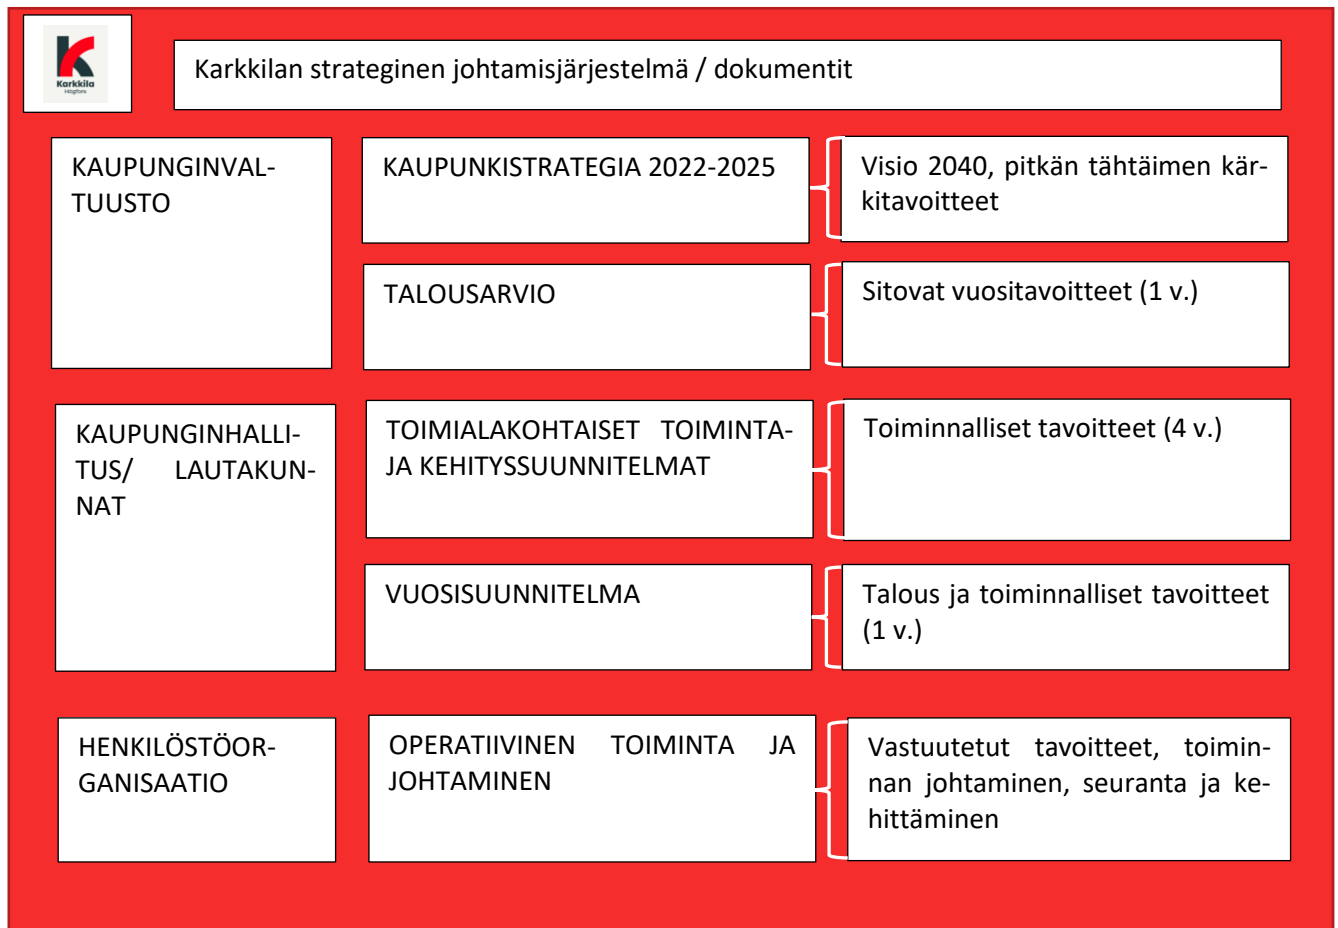 Karkkila
Högfors
Karkkilan strateginen johtamisjärjestelmä / dokumentit
KAUPUNGINVAL-
TUUSTO
KAUPUNKISTRATEGIA 2022-2025
Visio 2040, pitkän tähtäimen kär-
kitavoitteet
TALOUSARVIO
Sitovat vuositavoitteet (1 v.)
KAUPUNGINHALLI-
TUS/ LAUTAKUN-
NAT
TOIMIALAKOHTAISET TOIMINTA-
JA KEHITYSSUUNNITELMAT
Toiminnalliset tavoitteet (4 v.)
VUOSISUUNNITELMA
Talous ja toiminnalliset tavoitteet
(1 v.)
HENKILÖSTÖOR-
GANISAATIO
OPERATIIVINEN TOIMINTA JA
JOHTAMINEN
Vastuutetut tavoitteet, toimin-
nan johtaminen, seuranta ja ke-
hittäminen